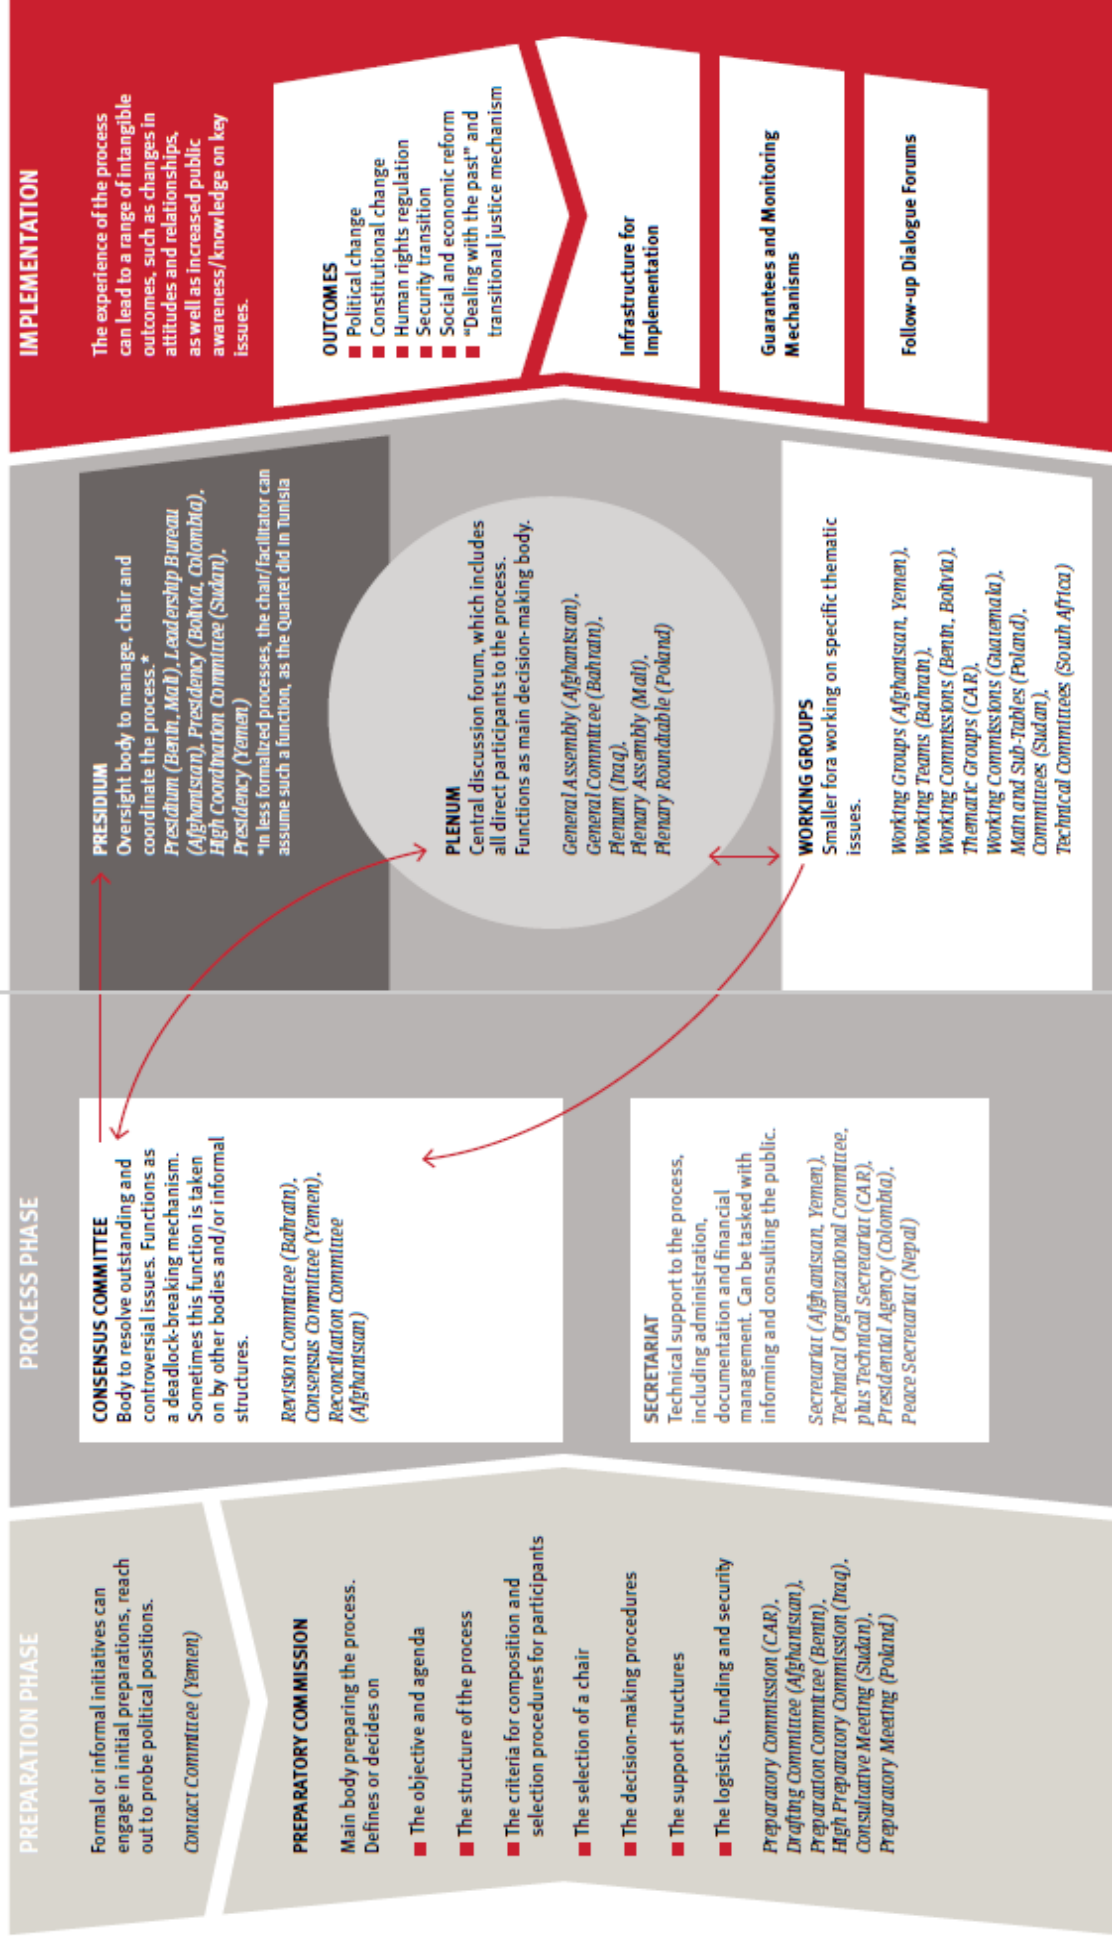 PREPARATION PHASE
Formal or informal initiatives can
engage in initial preparations, reach
out to probe political positions.
Contact Committee (Yemen)
PREPARATORY COMMISSION
Main body preparing the process.
Defines or decides on
The objective and agenda
The structure of the process
The criteria for composition and
selection procedures for participants
The selection of a chair
The decision-making procedures
The support structures
The logistics, funding and security
Preparatory Commission (CAR),
Drafting Committee (Afghanistan),
Preparation Committee (Benin),
High Preparatory Commission (Iraq),
Consultative Meeting (Sudan),
Preparatory Meeting (Poland)
PROCESS PHASE
CONSENSUS COMMITTEE
Body to resolve outstanding and
controversial issues. Functions as
a deadlock-breaking mechanism.
Sometimes this function is taken
on by other bodies and/or informal
structures.
Revision Committee (Bahrain),
Consensus Committee (Yemen),
Reconciliation Committee
(Afghanistan)
SECRETARIAT
Technical support to the process,
including administration,
documentation and financial
management. Can be tasked with
informing and consulting the public.
Secretariat (Afghanistan, Yemen),
Technical Organizational Committee,
plus Technical Secretariat (CAR),
Presidential Agency (Colombia),
Peace Secretariat (Nepal)
PRESIDIUM
Oversight body to manage, chair and
coordinate the process.*
Presidium (Benin, Mali), Leadership Bureau
(Afghanistan), Presidency (Bolivia, Colombia),
High Coordination Committee (Sudan),
Presidency (Yemen)
*In less formalized processes, the chair/facilitator can
assume such a function, as the Quartet did in Tunisia
PLENUM
Central discussion forum, which includes
all direct participants to the process.
Functions as main decision-making body.
General Assembly (Afghanistan),
General Committee (Bahrain),
Plenum (Iraq),
Plenary Assembly (Mali),
Plenary Roundtable (Poland)
WORKING GROUPS
Smaller fora working on specific thematic
issues.
Working Groups (Afghanistan, Yemen),
Working Teams (Bahrain),
Working Commissions (Benin, Bolivia),
Thematic Groups (CAR),
Working Commissions (Guatemala),
Main and Sub-Tables (Poland),
Committees (Sudan),
Technical Committees (South Africa)
IMPLEMENTATION
The experience of the process
can lead to a range of intangible
outcomes, such as changes in
attitudes and relationships,
as well as increased public
awareness/knowledge on key
issues.
OUTCOMES
Political change
Constitutional change
Human rights regulation
Security transition
Social and economic reform
“Dealing with the past” and
transitional justice mechanism
Infrastructure for
Implementation
Guarantees and Monitoring
Mechanisms
Follow-up Dialogue Forums